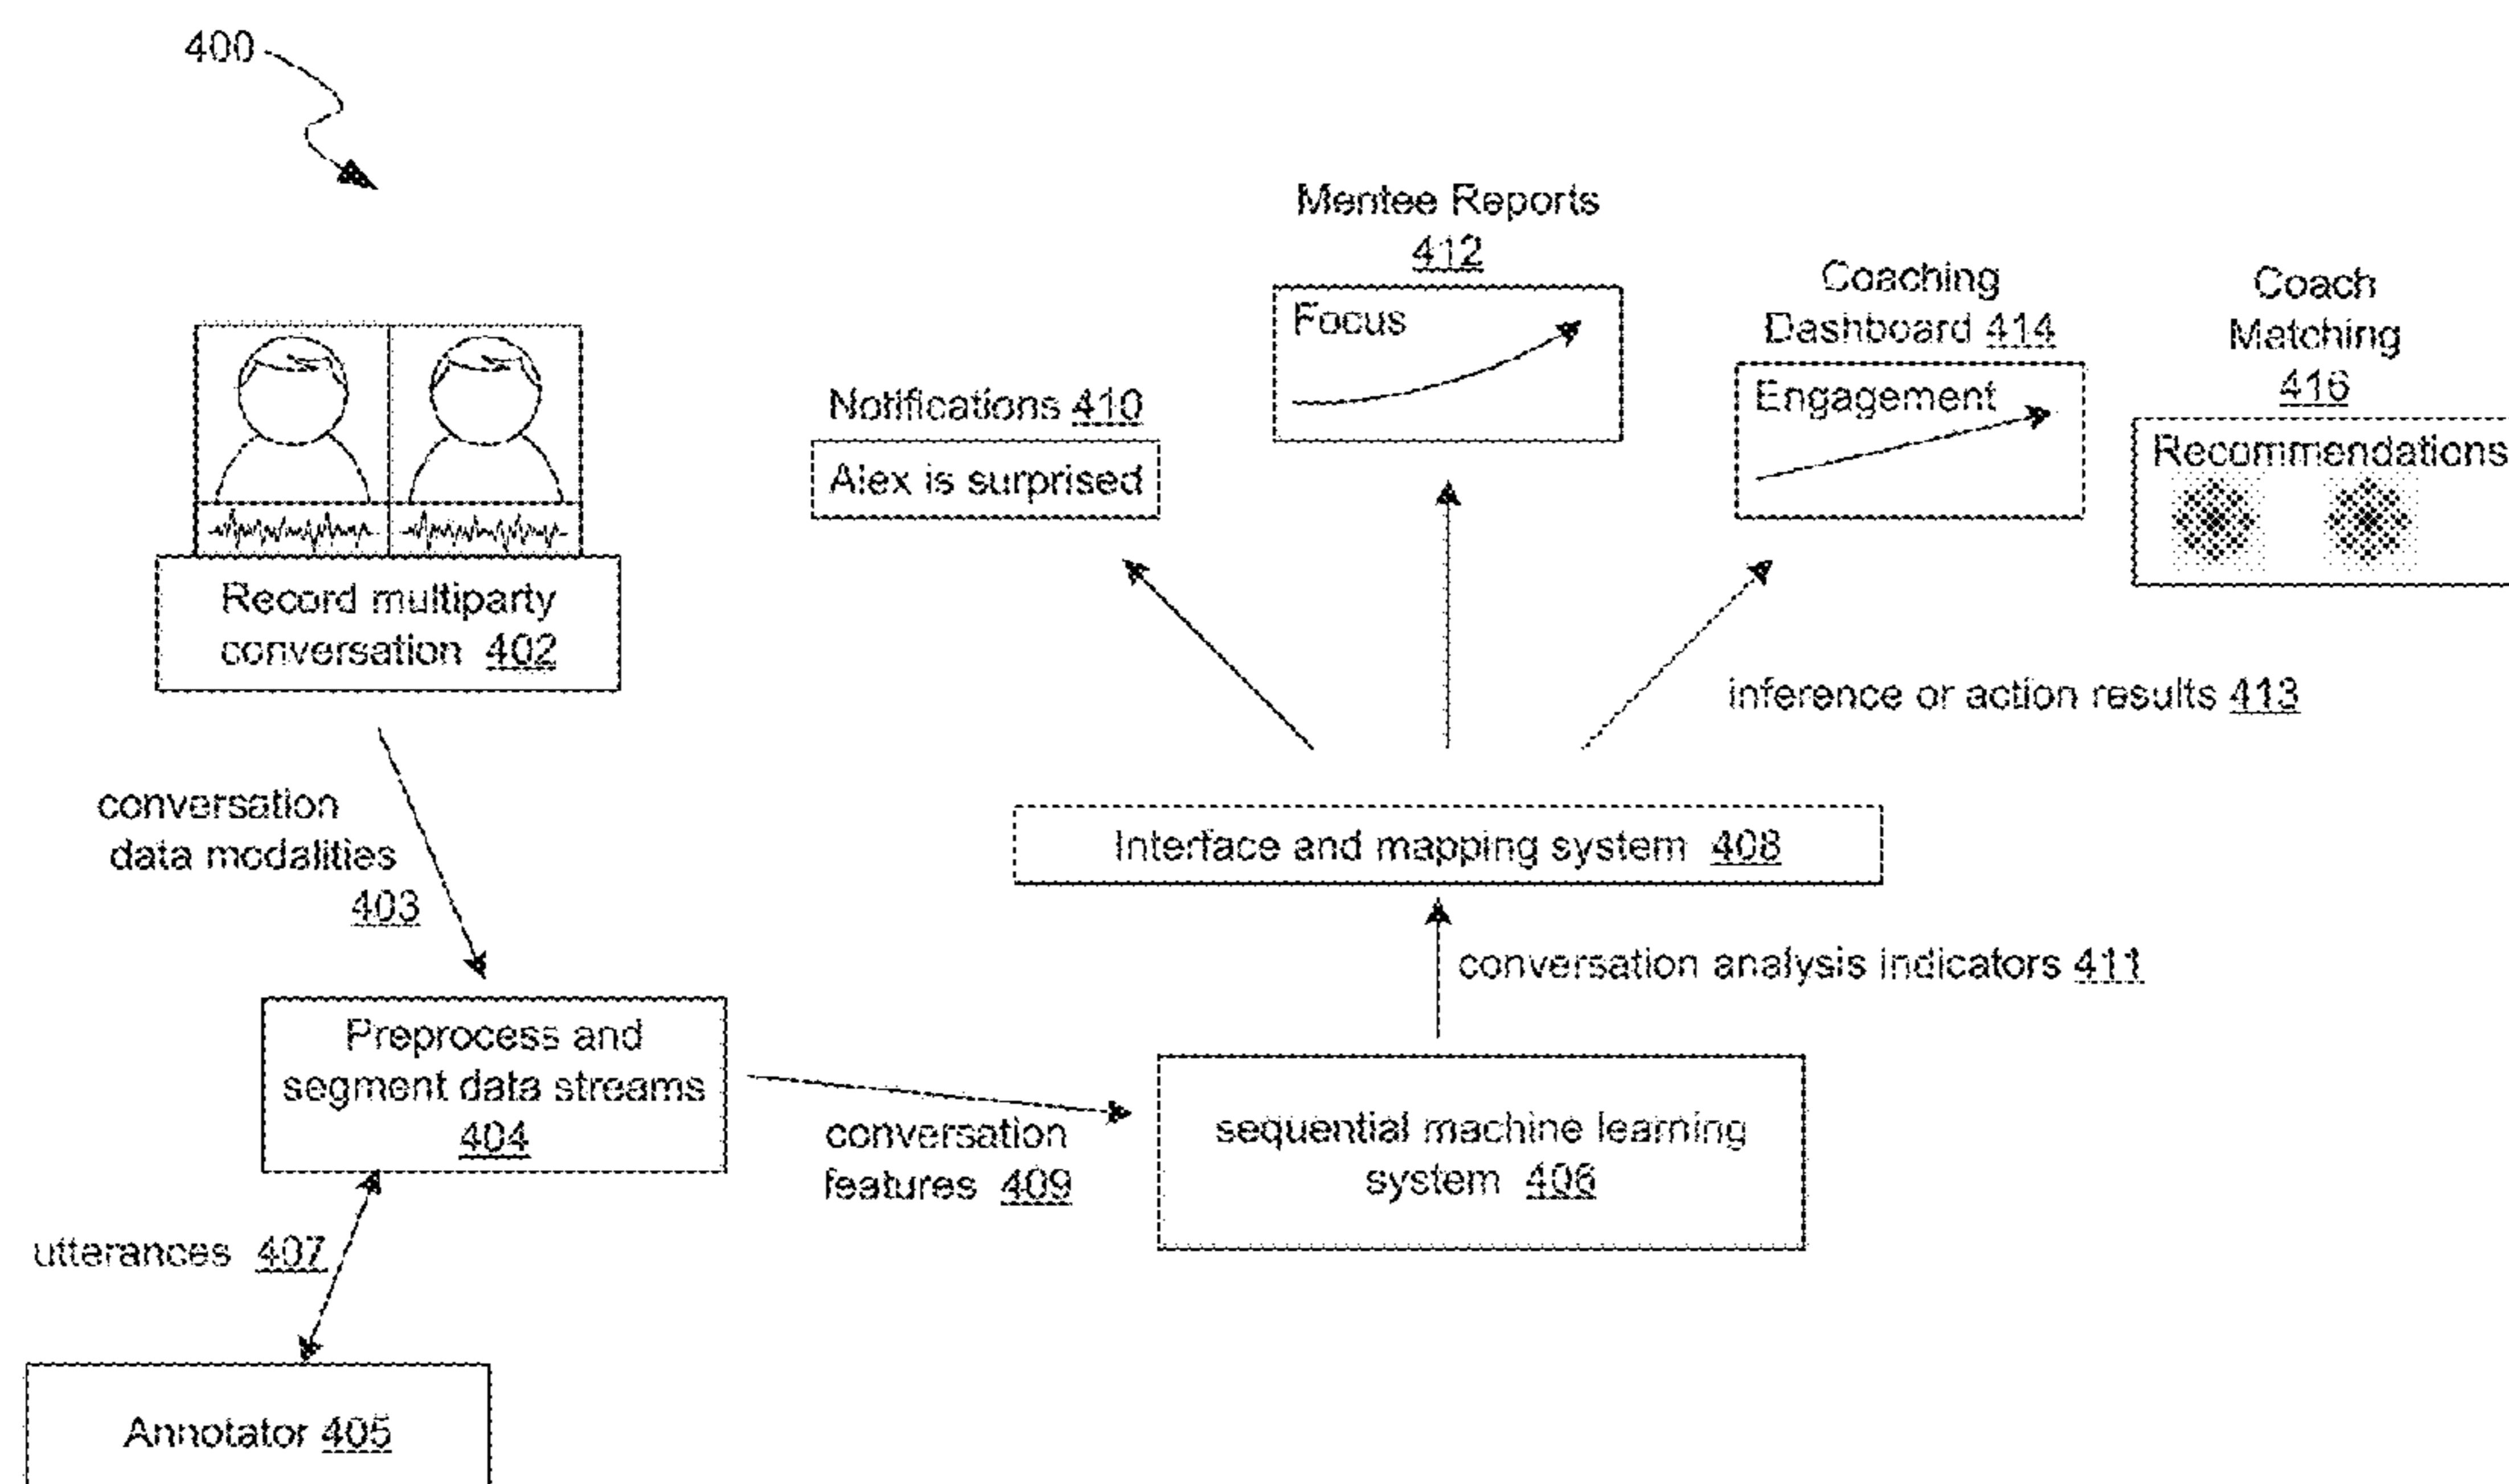 400
Mentee Reports
412
Focus
Coaching
Dashboard 414
Engagement
Coach
Matching
416
Recommendations
Notifications 410
Alex is surprised
Record multiparty
conversation 402
inference or action results 413
conversation
data modalities
403
Interface and mapping system 408
conversation analysis indicators 411
Preprocess and
segment data streams
404
conversation
features 409
sequential machine learning
system 406
utterances 407
Annotator 405